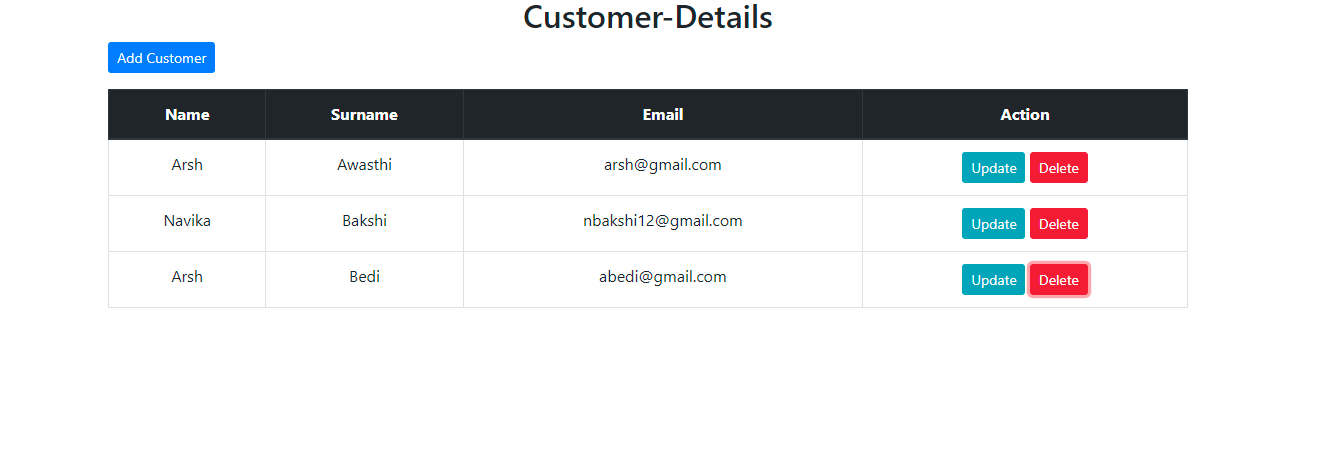 Customer-Details
Add Customer
Name Surname Email Action
Arsh Awasthi arsh@gmail.com Update Delete
Navika Bakshi nbakshi12@gmail.com Update Delete
Arsh Bedi abedi@gmail.com Update Delete